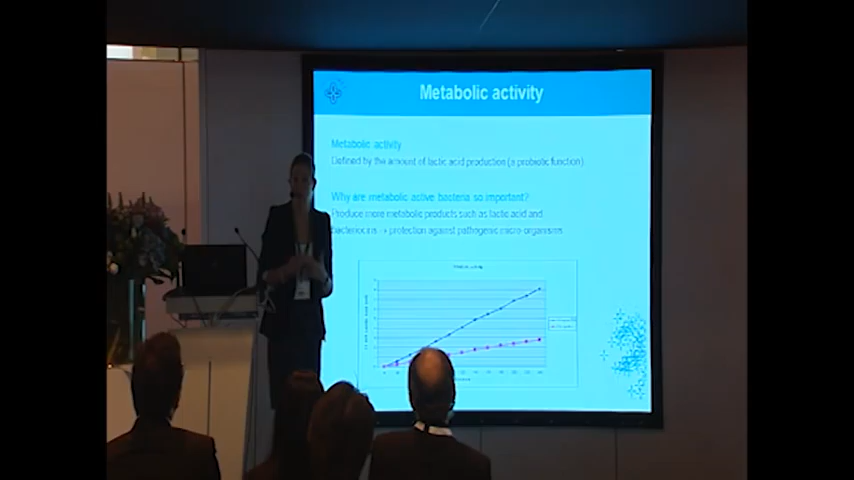 Metabolic activity
Metabolic activity
Defined by the amount of lactic acid production (a probiotic function)
Why are metabolic active bacteria so important?
Produce more metabolic products such as lactic acid and
bacteriocins → protection against pathogenic micro-organisms